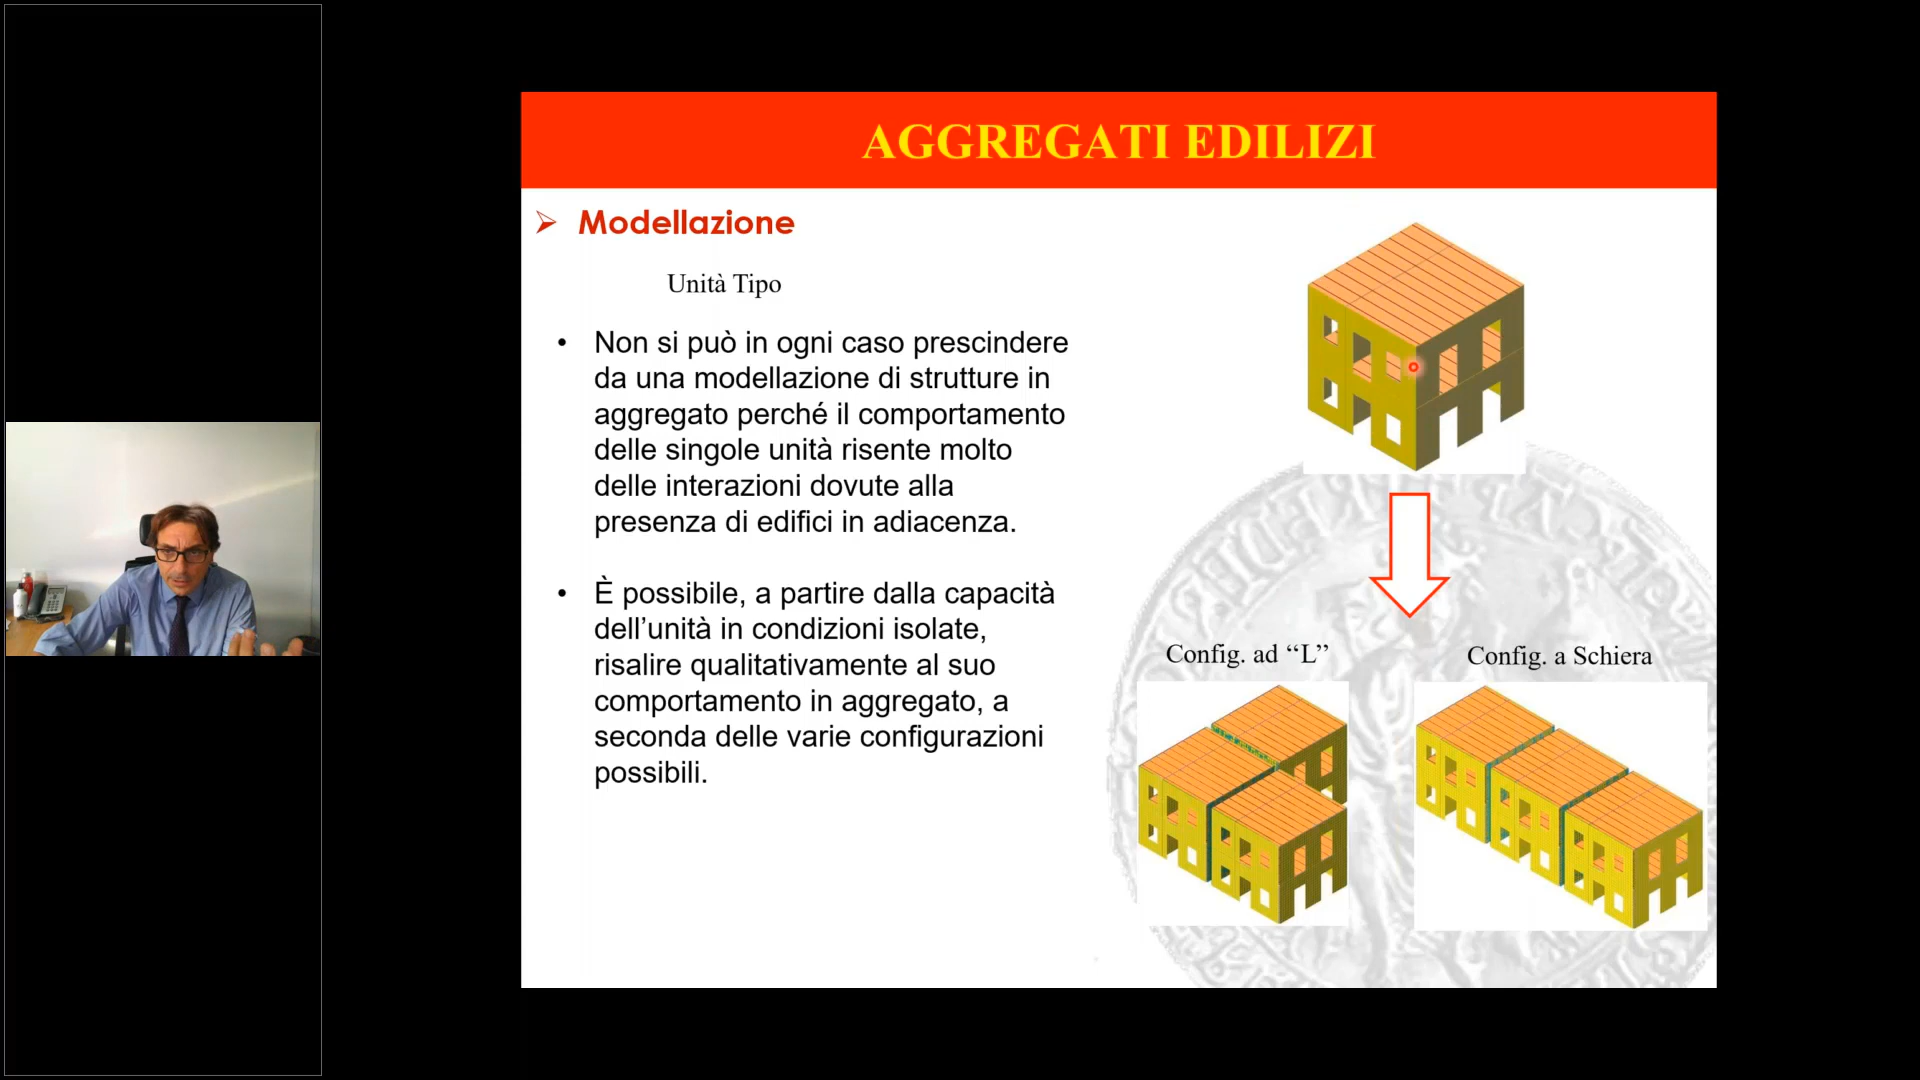 AGGREGATI EDILIZI
Modellazione
Unità Tipo
• Non si può in ogni caso prescindere
da una modellazione di strutture in
aggregato perché il comportamento
delle singole unità risente molto
delle interazioni dovute alla
presenza di edifici in adiacenza.
• È possibile, a partire dalla capacità
dell’unità in condizioni isolate,
risalire qualitativamente al suo
comportamento in aggregato, a
seconda delle varie configurazioni
possibili.
Config. ad “L”
Config. a Schiera